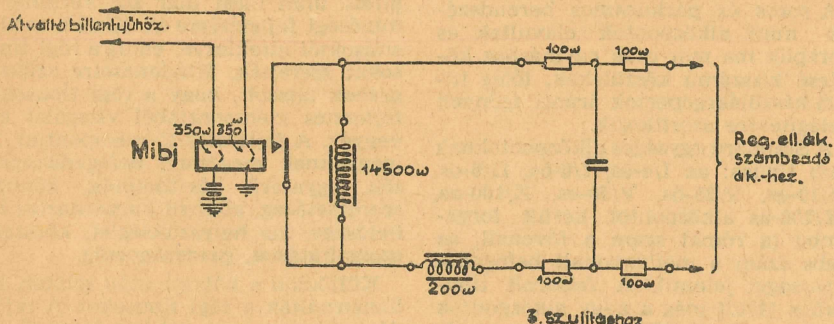 Átváltó billentyűhöz.
100ω
100ω
350ω 350ω
Mibj
14500ω
Reg. ell. ák.
számbeadó
ák.-hez.
200ω
100ω
100ω
3. sz. ujításhoz